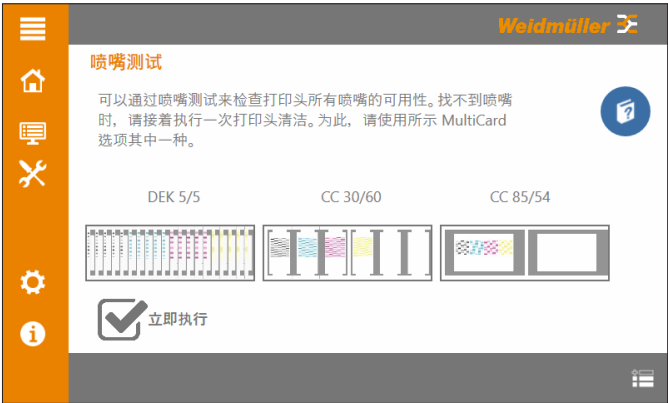 Weidmüller
喷嘴测试
可以通过喷嘴测试来检查打印头所有喷嘴的可用性。找不到喷嘴
时，请接着执行一次打印头清洁。为此，请使用所示 MultiCard
选项其中一种。
DEK 5/5 CC 30/60 CC 85/54
立即执行